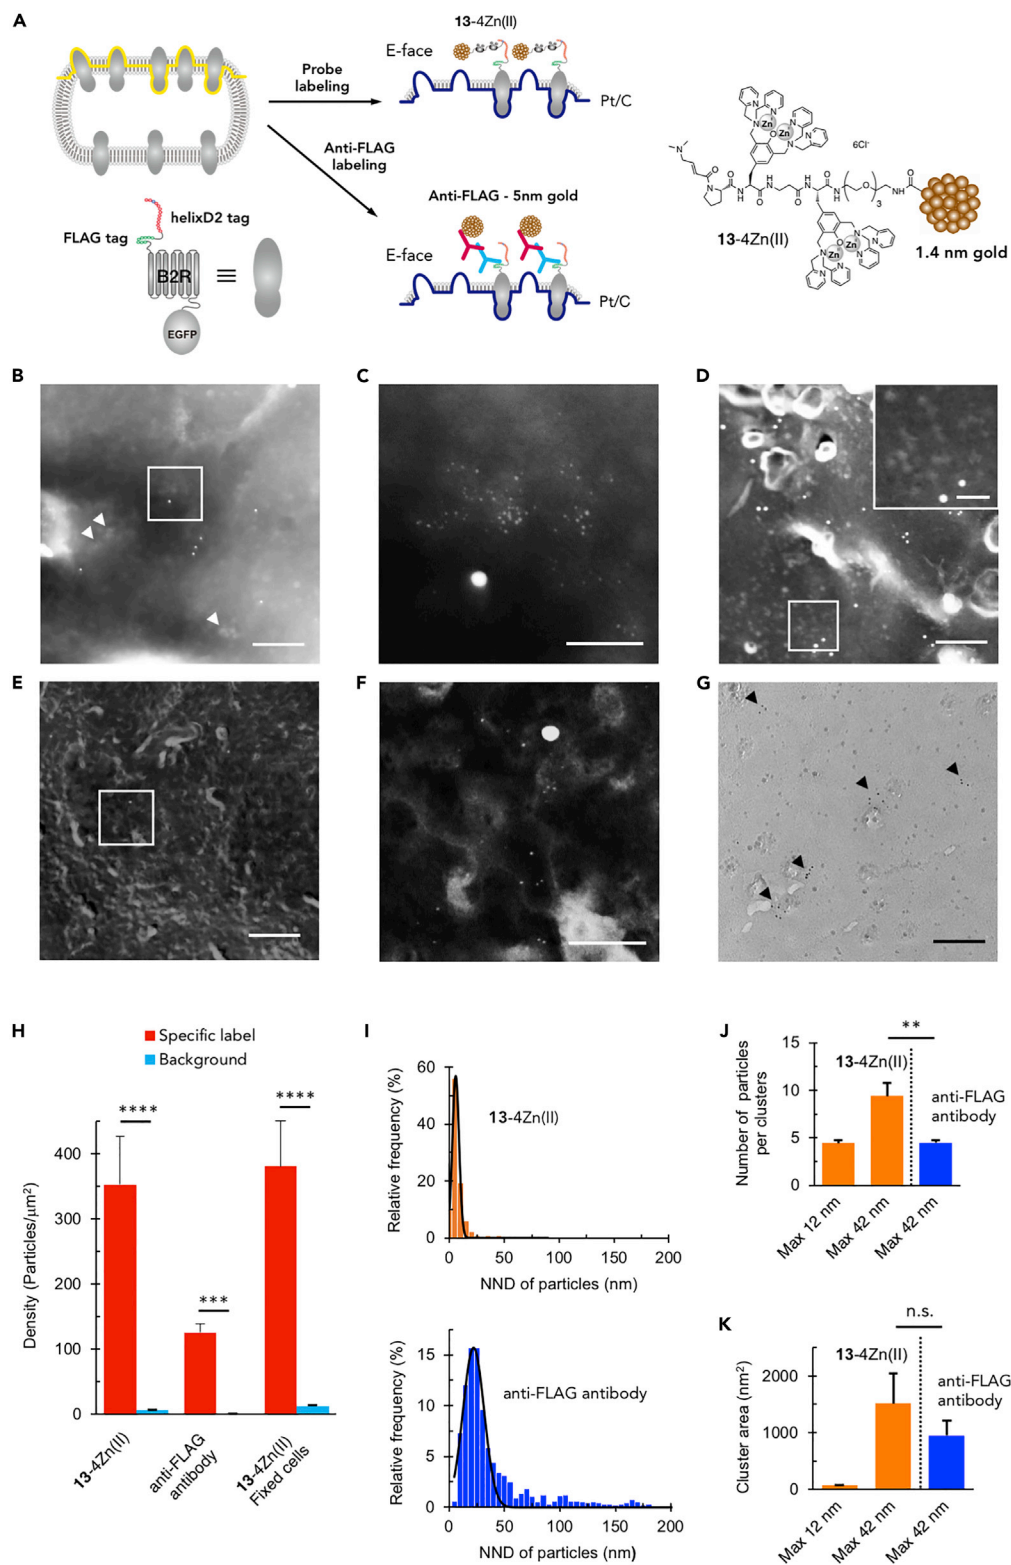 A
13-4Zn(II)
E-face
Probe
labeling
Pt/C
Anti-FLAG
labeling
helixD2 tag
FLAG tag
B2R
≡
EGFP
Anti-FLAG - 5nm gold
E-face
Pt/C
6Cl-
13-4Zn(II)
1.4 nm gold
Zn
Zn
Zn
Zn
B
C
D
E
F
G
H
Specific label
Background
Density (Particles/μm²)
400
300
200
100
0
****
***
****
13-4Zn(II)
anti-FLAG
antibody
13-4Zn(II)
Fixed cells
I
Relative frequency (%)
60
40
20
0
13-4Zn(II)
0 50 100 150 200
NND of particles (nm)
Relative frequency (%)
15
10
5
0
anti-FLAG antibody
0 50 100 150 200
NND of particles (nm)
J
**
Number of particles
per clusters
15
10
5
0
13-4Zn(II)
anti-FLAG
antibody
Max 12 nm
Max 42 nm
Max 42 nm
K
n.s.
Cluster area (nm²)
2000
1000
0
13-4Zn(II)
anti-FLAG
antibody
Max 12 nm
Max 42 nm
Max 42 nm